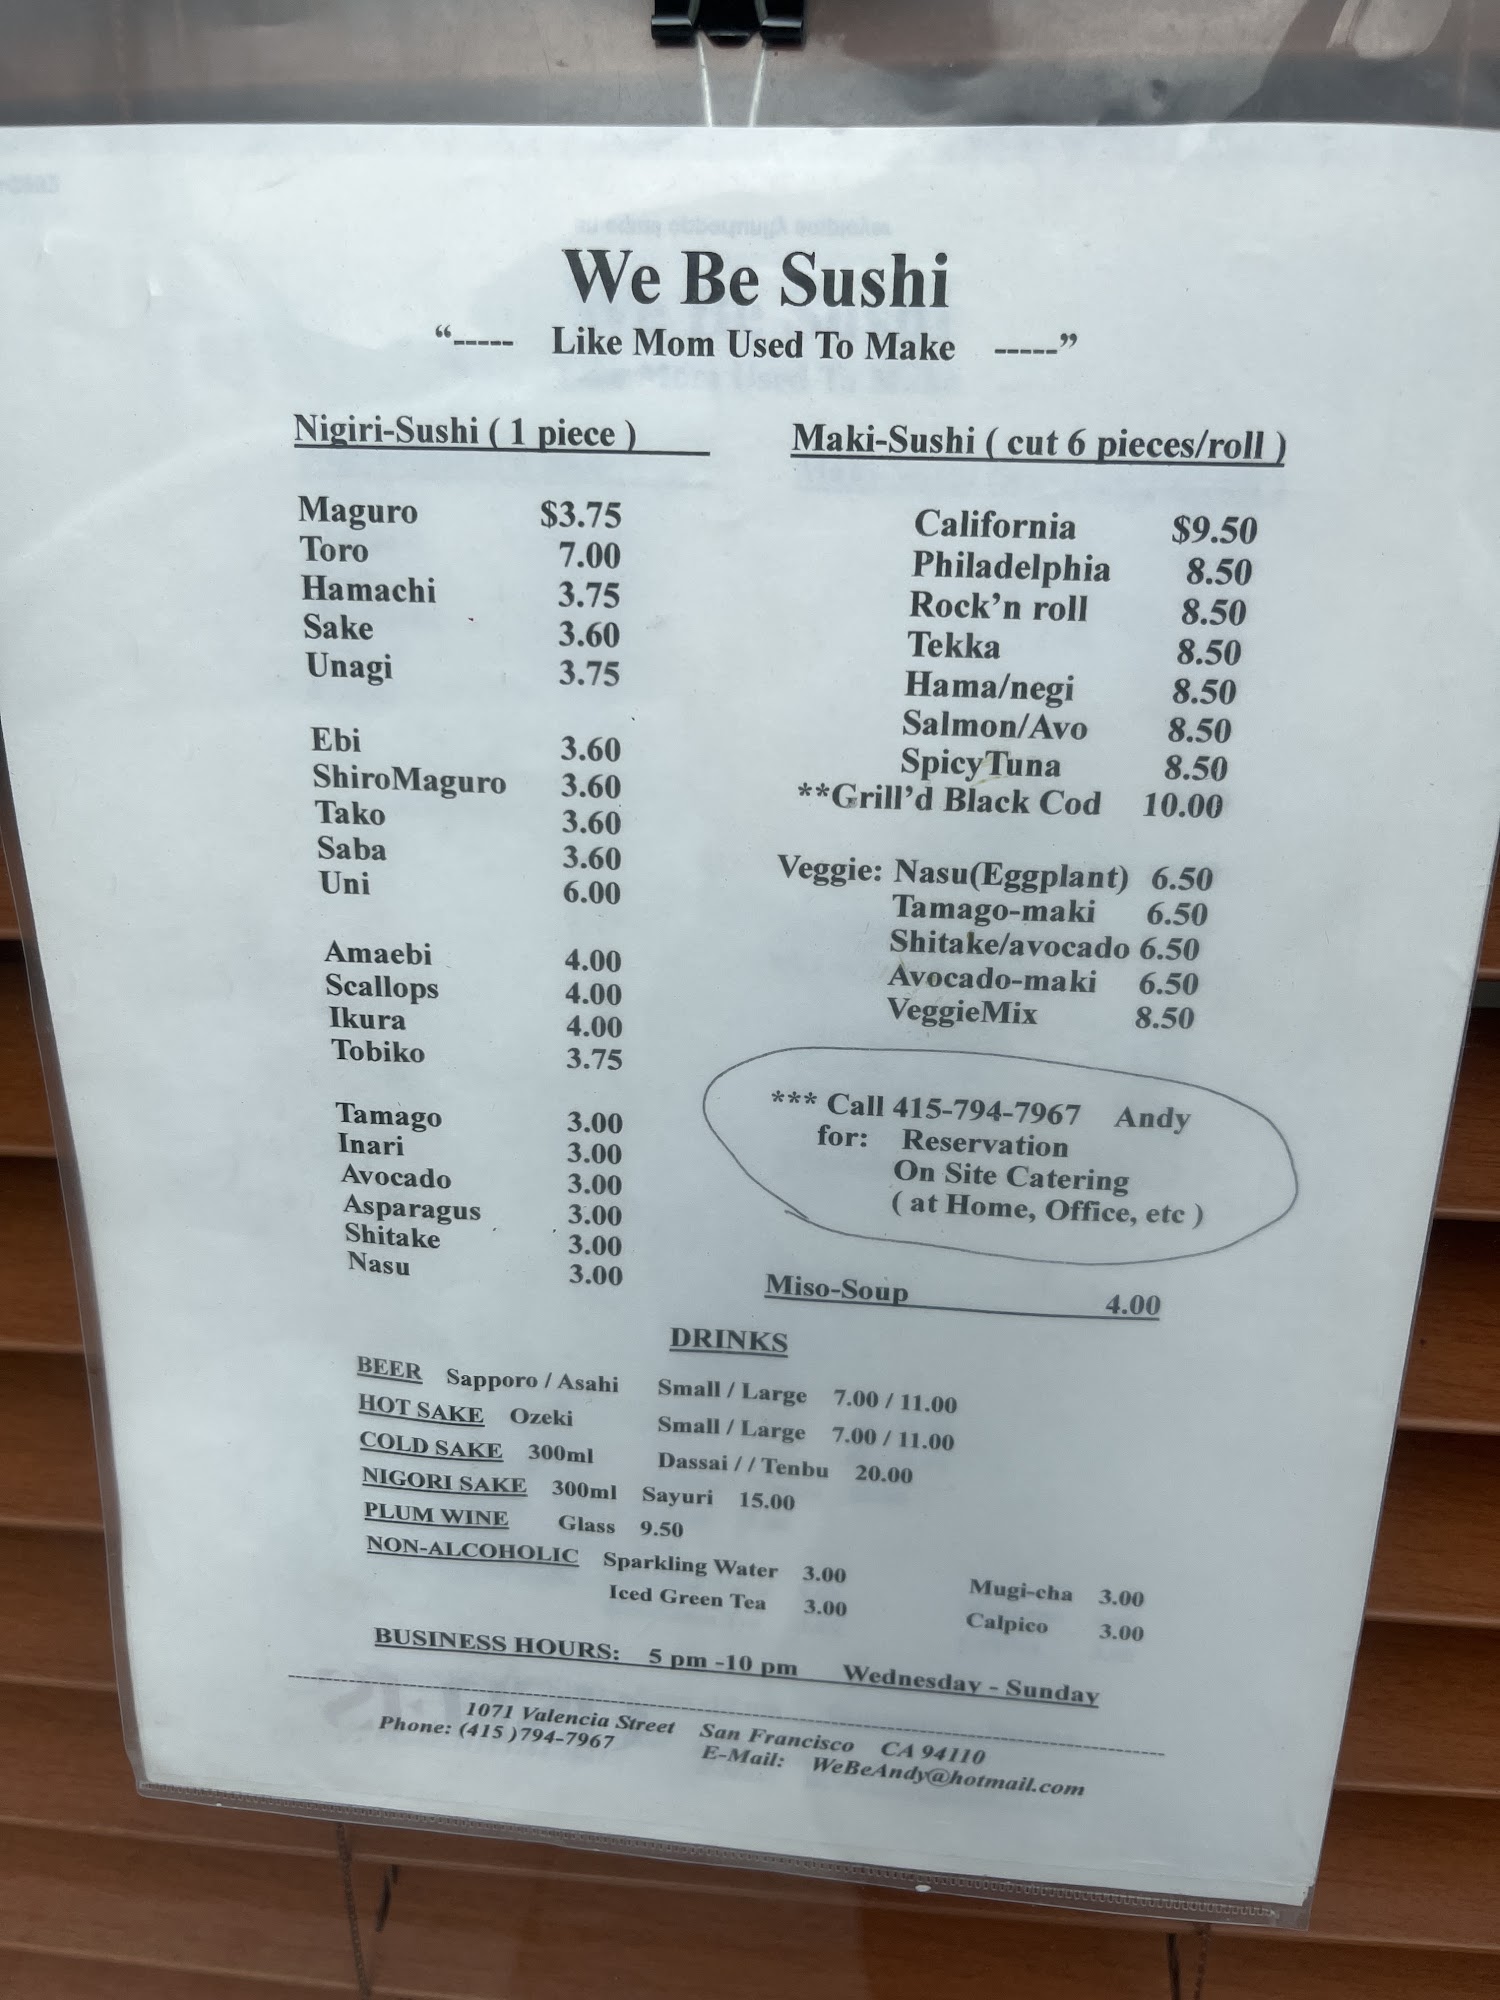 We Be Sushi
“----- Like Mom Used To Make -----”
Nigiri-Sushi ( 1 piece )
Maguro $3.75
Toro 7.00
Hamachi 3.75
Sake 3.60
Unagi 3.75
Ebi 3.60
ShiroMaguro 3.60
Tako 3.60
Saba 3.60
Uni 6.00
Amaebi 4.00
Scallops 4.00
Ikura 4.00
Tobiko 3.75
Tamago 3.00
Inari 3.00
Avocado 3.00
Asparagus 3.00
Shitake 3.00
Nasu 3.00
Maki-Sushi ( cut 6 pieces/roll )
California $9.50
Philadelphia 8.50
Rock’n roll 8.50
Tekka 8.50
Hama/negi 8.50
Salmon/Avo 8.50
SpicyTuna 8.50
**Grill’d Black Cod 10.00
Veggie: Nasu(Eggplant) 6.50
Tamago-maki 6.50
Shitake/avocado 6.50
Avocado-maki 6.50
VeggieMix 8.50
*** Call 415-794-7967 Andy
for: Reservation
On Site Catering
( at Home, Office, etc )
Miso-Soup 4.00
DRINKS
BEER Sapporo / Asahi Small / Large 7.00 / 11.00
HOT SAKE Ozeki Small / Large 7.00 / 11.00
COLD SAKE 300ml Dassai / / Tenbu 20.00
NIGORI SAKE 300ml Sayuri 15.00
PLUM WINE Glass 9.50
NON-ALCOHOLIC Sparkling Water 3.00 Mugi-cha 3.00
Iced Green Tea 3.00 Calpico 3.00
BUSINESS HOURS: 5 pm -10 pm Wednesday - Sunday
1071 Valencia Street San Francisco CA 94110
Phone: (415 )794-7967 E-Mail: WeBeAndy@hotmail.com